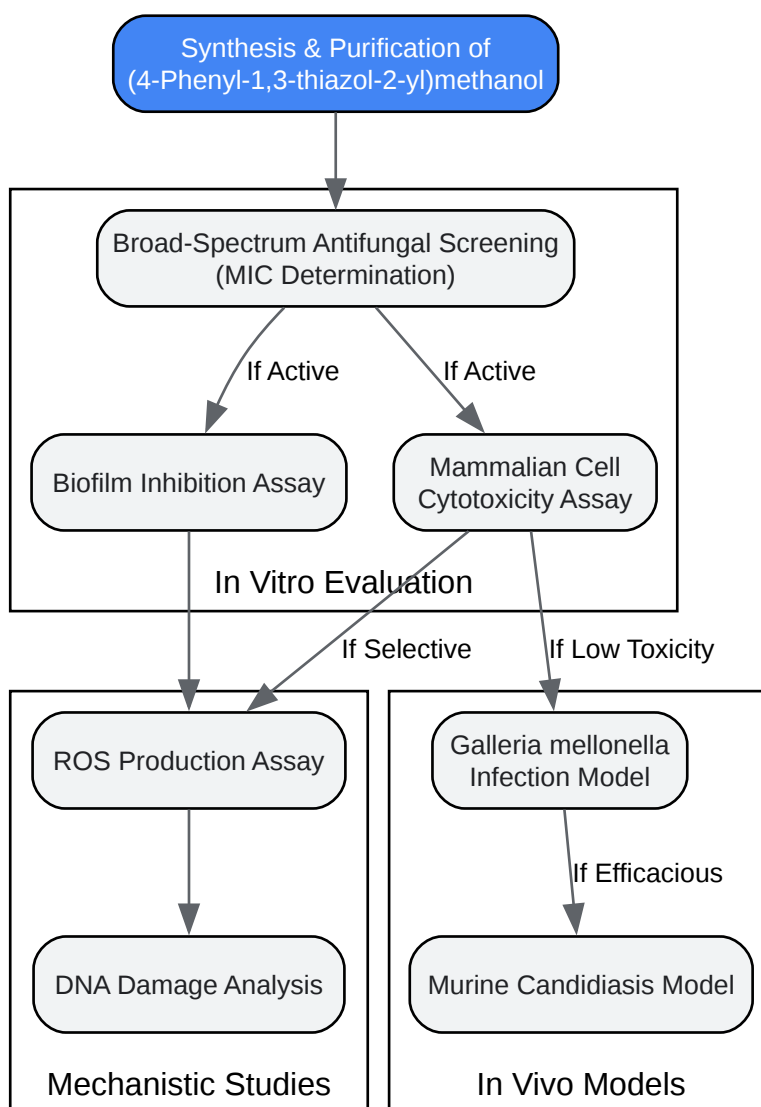 Synthesis & Purification of
(4-Phenyl-1,3-thiazol-2-yl)methanol
Broad-Spectrum Antifungal Screening
(MIC Determination)
If Active
If Active
Biofilm Inhibition Assay
Mammalian Cell
Cytotoxicity Assay
In Vitro Evaluation
If Selective
If Low Toxicity
ROS Production Assay
Galleria mellonella
Infection Model
If Efficacious
DNA Damage Analysis
Murine Candidiasis Model
Mechanistic Studies
In Vivo Models